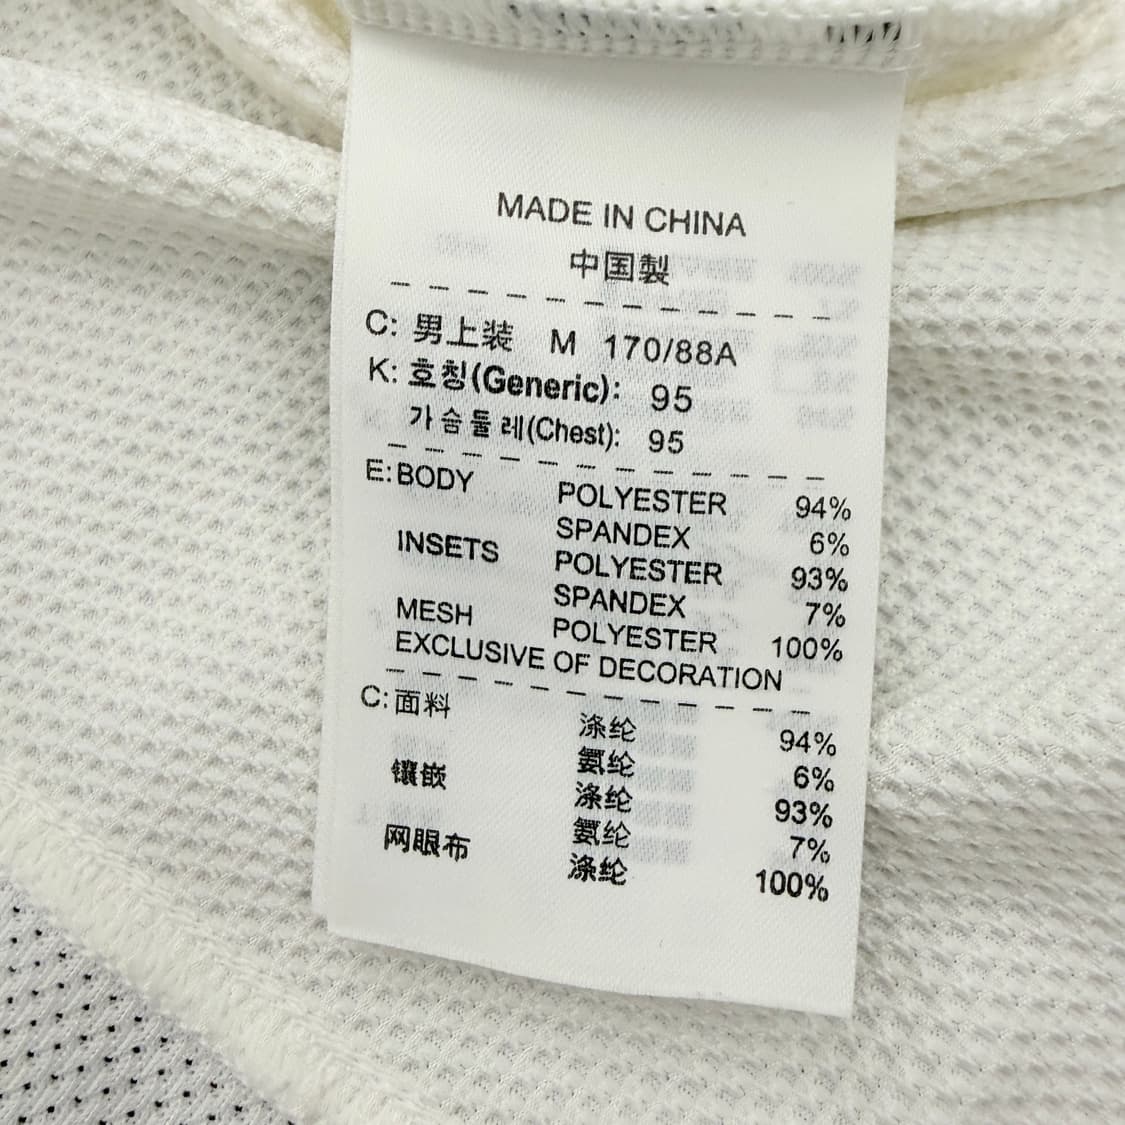 MADE IN CHINA
中国製
C: 男上装 M 170/88A
K: 호칭(Generic): 95
가슴둘레(Chest): 95
E: BODY POLYESTER 94%
SPANDEX 6%
INSETS POLYESTER 93%
SPANDEX 7%
MESH POLYESTER 100%
EXCLUSIVE OF DECORATION
C: 面料 涤纶 94%
氨纶 6%
镶嵌 涤纶 93%
氨纶 7%
网眼布 涤纶 100%